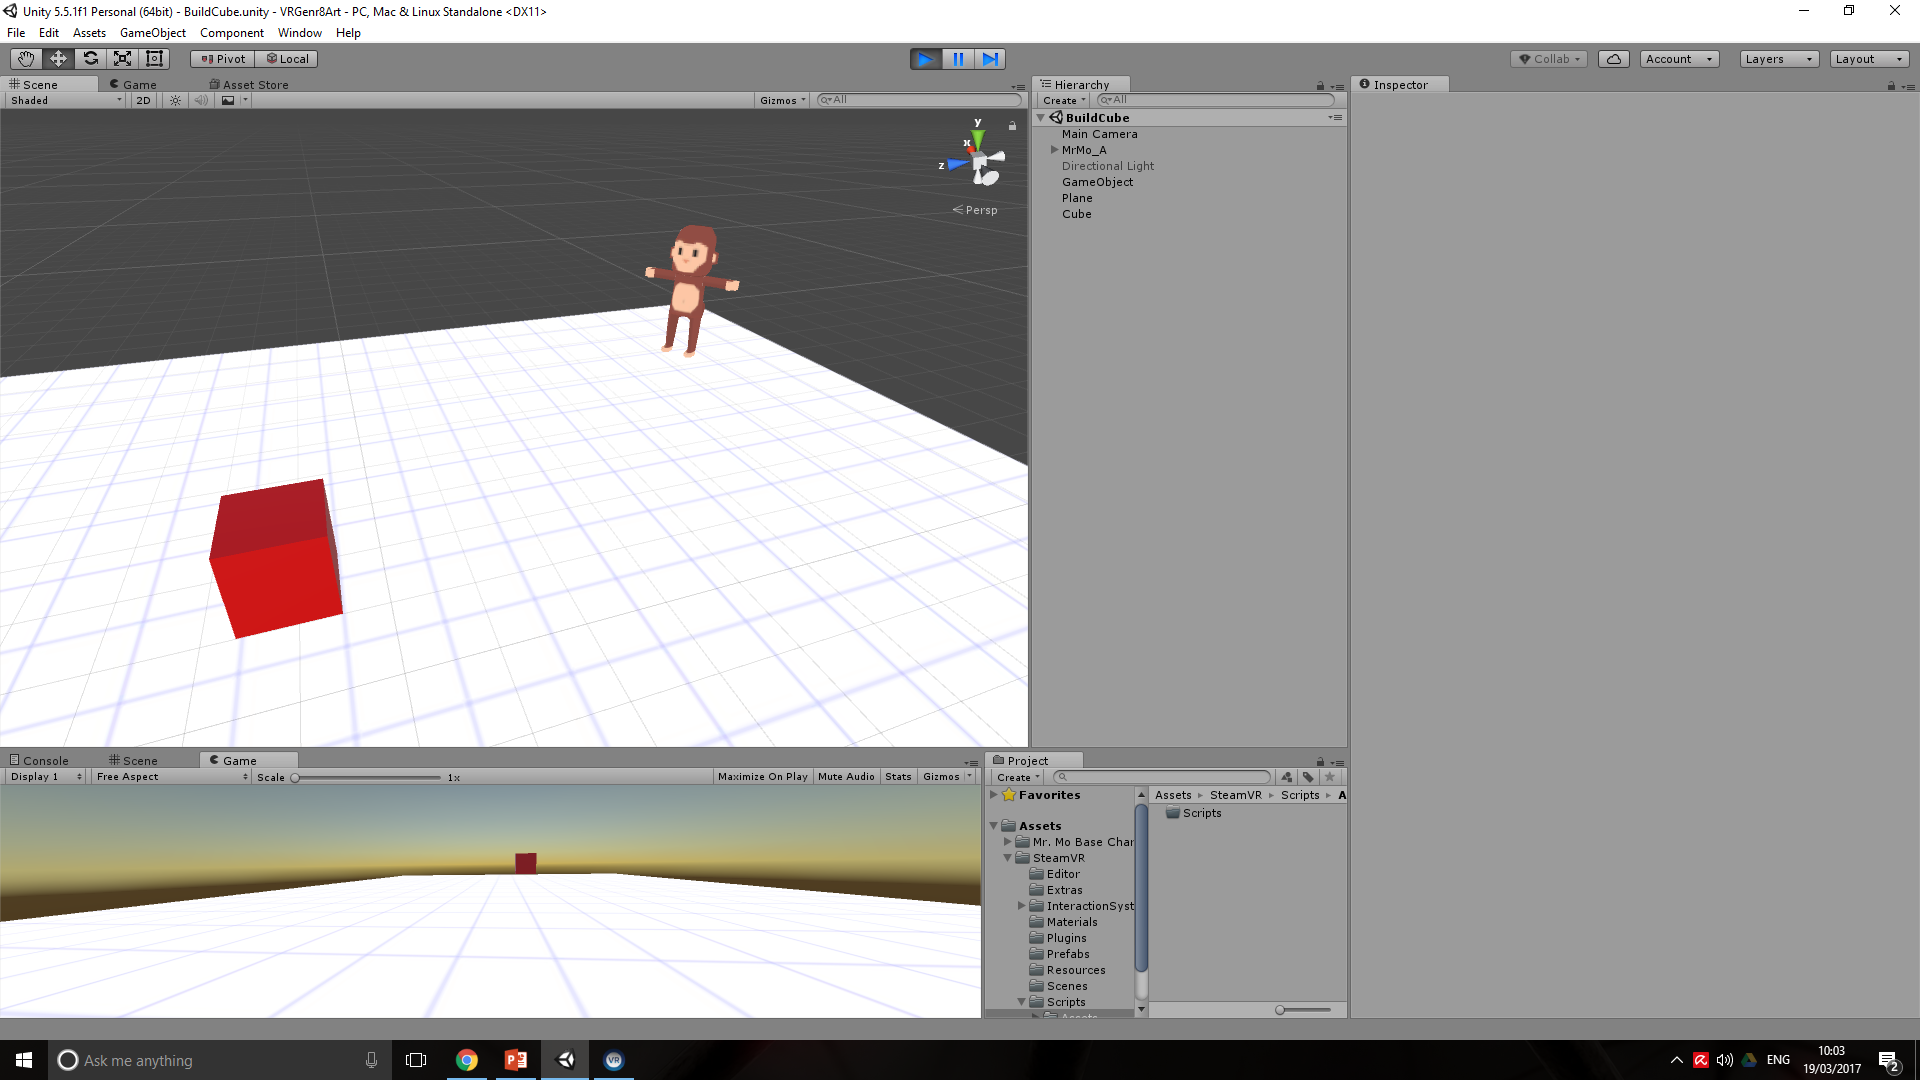 Unity 5.5.1f1 Personal (64bit) - BuildCube.unity - VRGenr8Art - PC, Mac & Linux Standalone <DX11>
File Edit Assets GameObject Component Window Help
Pivot Local Collab Account Layers Layout
Scene Game Asset Store
Shaded 2D Gizmos All
y
x
z
Persp
Hierarchy
Create All
BuildCube
Main Camera
MrMo_A
Directional Light
GameObject
Plane
Cube
Inspector
Console Scene Game
Display 1 Free Aspect Scale 1x Maximize On Play Mute Audio Stats Gizmos
Project
Create
Favorites
Assets
Mr. Mo Base Char
SteamVR
Editor
Extras
InteractionSyst
Materials
Plugins
Prefabs
Resources
Scenes
Scripts
Assets
Assets SteamVR Scripts A
Scripts
Ask me anything
VR
ENG
10:03
19/03/2017
2